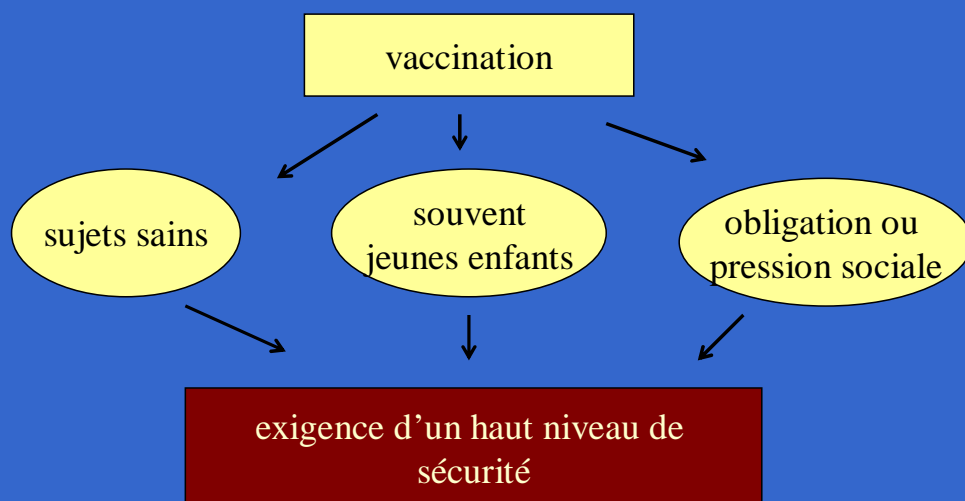 vaccination
sujets sains
souvent
jeunes enfants
obligation ou
pression sociale
exigence d’un haut niveau de
sécurité